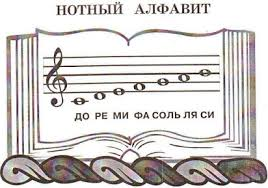 НОТНЫЙ АЛФАВИТ
ДО РЕ МИ ФА СОЛЬ ЛЯ СИ